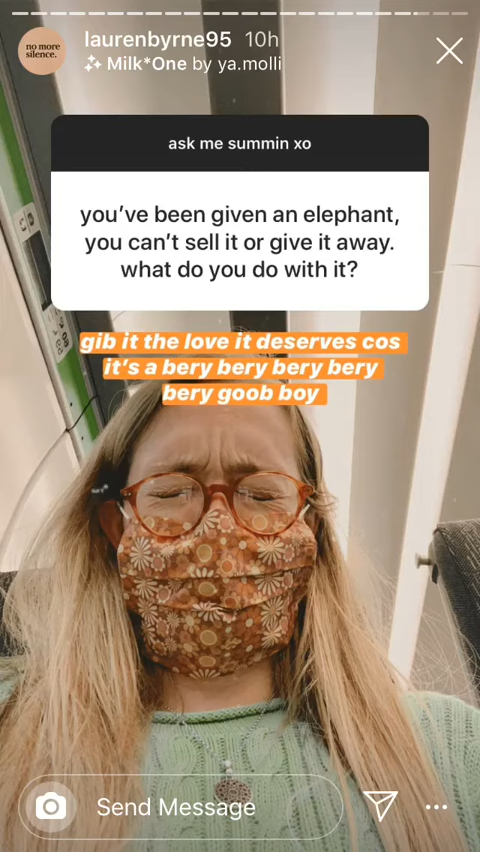 no more
silence.
laurenbyrne95 10h
Milk*One by ya.molli
ask me summin xo
you've been given an elephant,
you can't sell it or give it away.
what do you do with it?
gib it the love it deserves cos
it's a bery bery bery bery
bery goob boy
Send Message